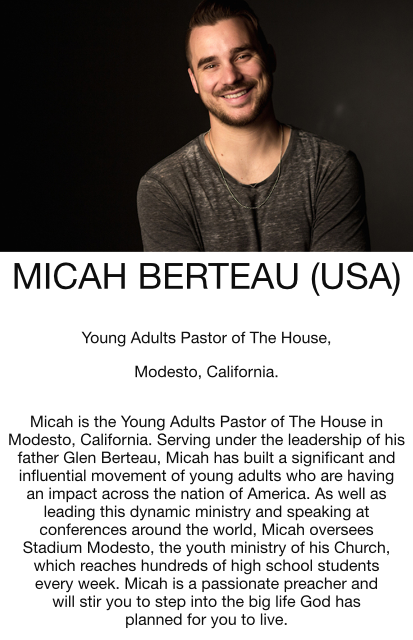 MICAH BERTEAU (USA)
Young Adults Pastor of The House,
Modesto, California.
Micah is the Young Adults Pastor of The House in
Modesto, California. Serving under the leadership of his
father Glen Berteau, Micah has built a significant and
influential movement of young adults who are having
an impact across the nation of America. As well as
leading this dynamic ministry and speaking at
conferences around the world, Micah oversees
Stadium Modesto, the youth ministry of his Church,
which reaches hundreds of high school students
every week. Micah is a passionate preacher and
will stir you to step into the big life God has
planned for you to live.